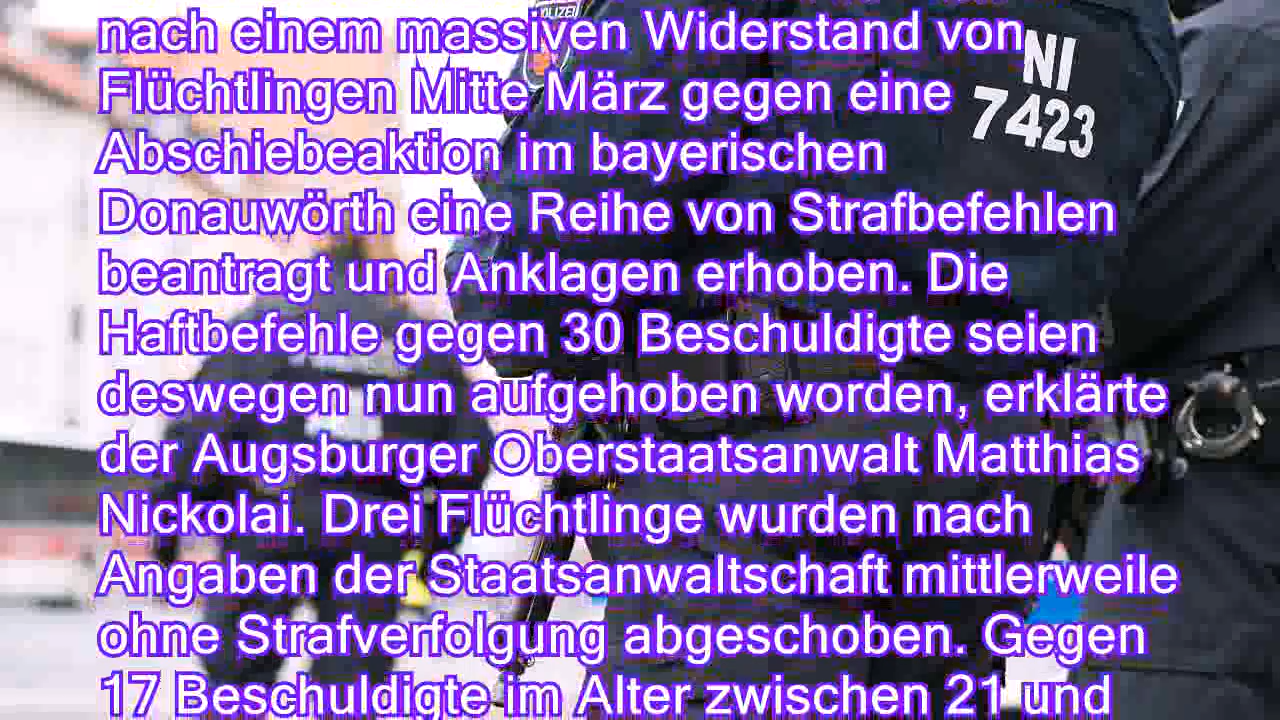 POLIZEI
nach einem massiven Widerstand von
NI
7423
Flüchtlingen Mitte März gegen eine
Abschiebeaktion im bayerischen
Donauwörth eine Reihe von Strafbefehlen
beantragt und Anklagen erhoben. Die
Haftbefehle gegen 30 Beschuldigte seien
deswegen nun aufgehoben worden, erklärte
der Augsburger Oberstaatsanwalt Matthias
Nickolai. Drei Flüchtlinge wurden nach
Angaben der Staatsanwaltschaft mittlerweile
ohne Strafverfolgung abgeschoben. Gegen
17 Beschuldigte im Alter zwischen 21 und